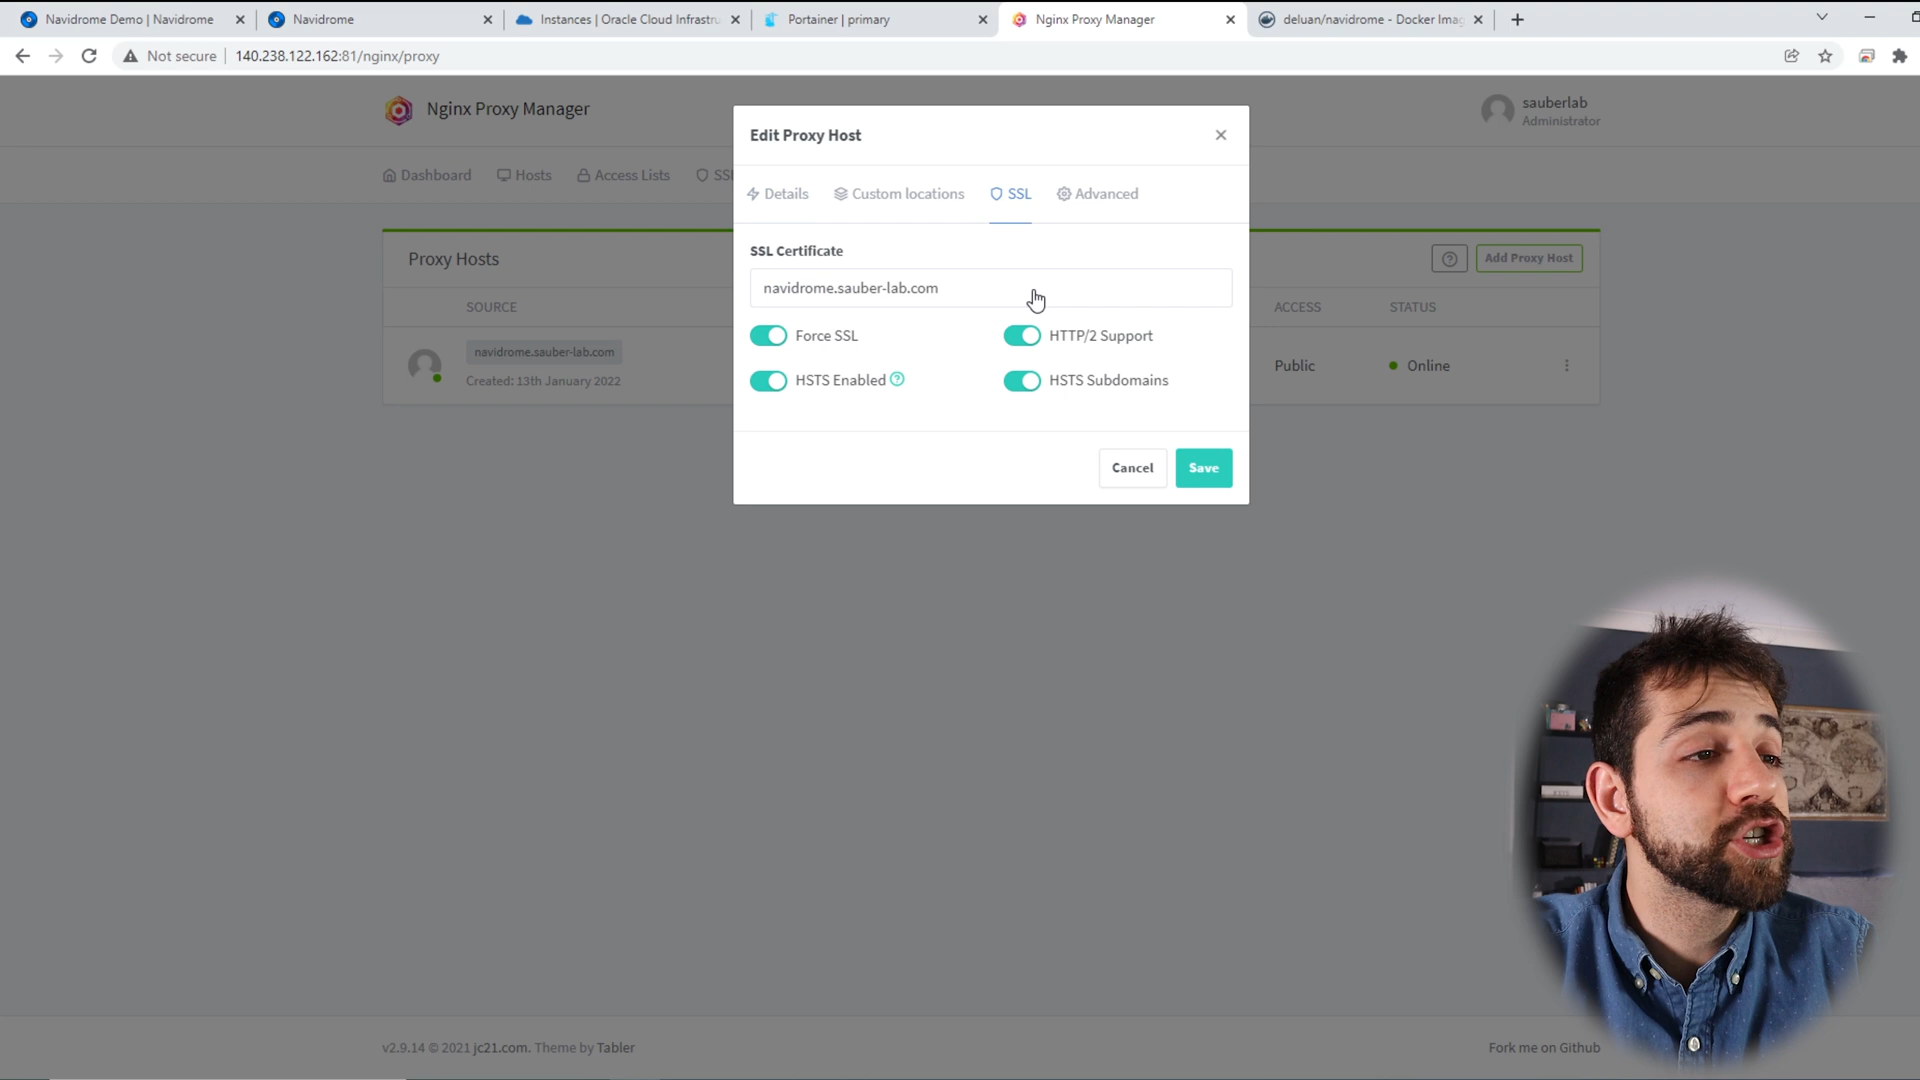 Navidrome Demo | Navidrome
Navidrome
Instances | Oracle Cloud Infrastru
Portainer | primary
Nginx Proxy Manager
deluan/navidrome - Docker Imag
Not secure
140.238.122.162:81/nginx/proxy
Nginx Proxy Manager
sauberlab
Administrator
Dashboard
Hosts
Access Lists
SS
Edit Proxy Host
Details
Custom locations
SSL
Advanced
SSL Certificate
navidrome.sauber-lab.com
Force SSL
HTTP/2 Support
HSTS Enabled
HSTS Subdomains
Cancel
Save
Proxy Hosts
Add Proxy Host
SOURCE
ACCESS
STATUS
navidrome.sauber-lab.com
Created: 13th January 2022
Public
Online
v2.9.14 © 2021 jc21.com. Theme by Tabler
Fork me on Github